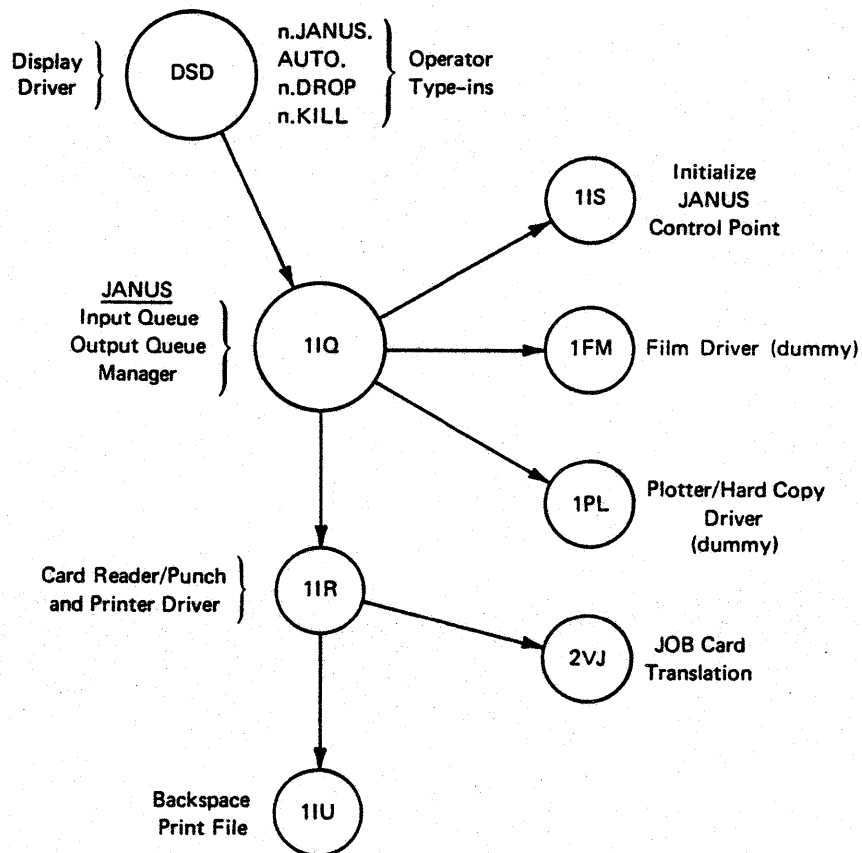 Display
Driver
DSD
n.JANUS.
AUTO.
n.DROP
n.KILL
Operator
Type-ins
1IS
Initialize
JANUS
Control Point
JANUS
Input Queue
Output Queue
Manager
1IQ
1FM
Film Driver (dummy)
1PL
Plotter/Hard Copy
Driver
(dummy)
Card Reader/Punch
and Printer Driver
1IR
2VJ
JOB Card
Translation
Backspace
Print File
1IU